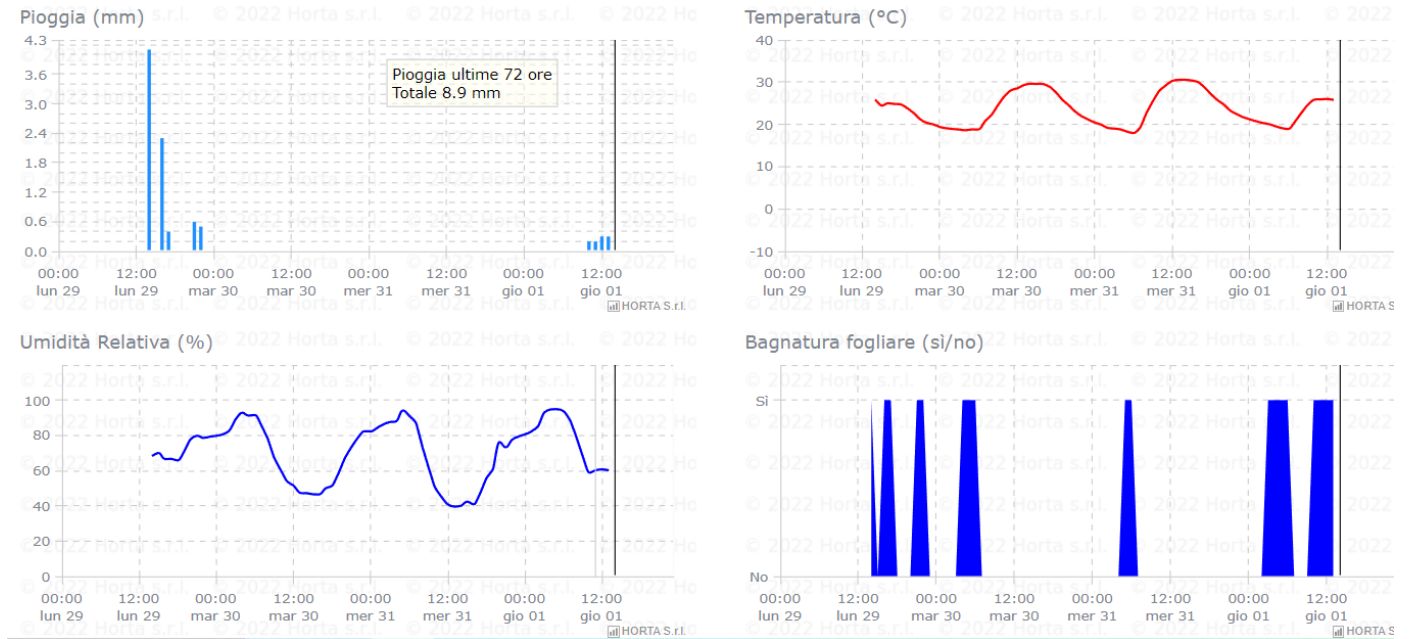 Pioggia (mm)
4.3
3.6
3.0
2.4
1.8
1.2
0.6
0.0
Pioggia ultime 72 ore
Totale 8.9 mm
00:00 12:00 00:00 12:00 00:00 12:00 00:00 12:00
lun 29 lun 29 mar 30 mar 30 mer 31 mer 31 gio 01 gio 01
HORTA S.r.l.
Temperatura (°C)
40
30
20
10
0
-10
00:00 12:00 00:00 12:00 00:00 12:00 00:00 12:00
lun 29 lun 29 mar 30 mar 30 mer 31 mer 31 gio 01 gio 01
HORTA S
Umidità Relativa (%)
100
80
60
40
20
0
00:00 12:00 00:00 12:00 00:00 12:00 00:00 12:00
lun 29 lun 29 mar 30 mar 30 mer 31 mer 31 gio 01 gio 01
HORTA S.r.l.
Bagnatura fogliare (sì/no)
Sì
No
00:00 12:00 00:00 12:00 00:00 12:00 00:00 12:00
lun 29 lun 29 mar 30 mar 30 mer 31 mer 31 gio 01 gio 01
HORTA S
© 2022 Horta s.r.l.